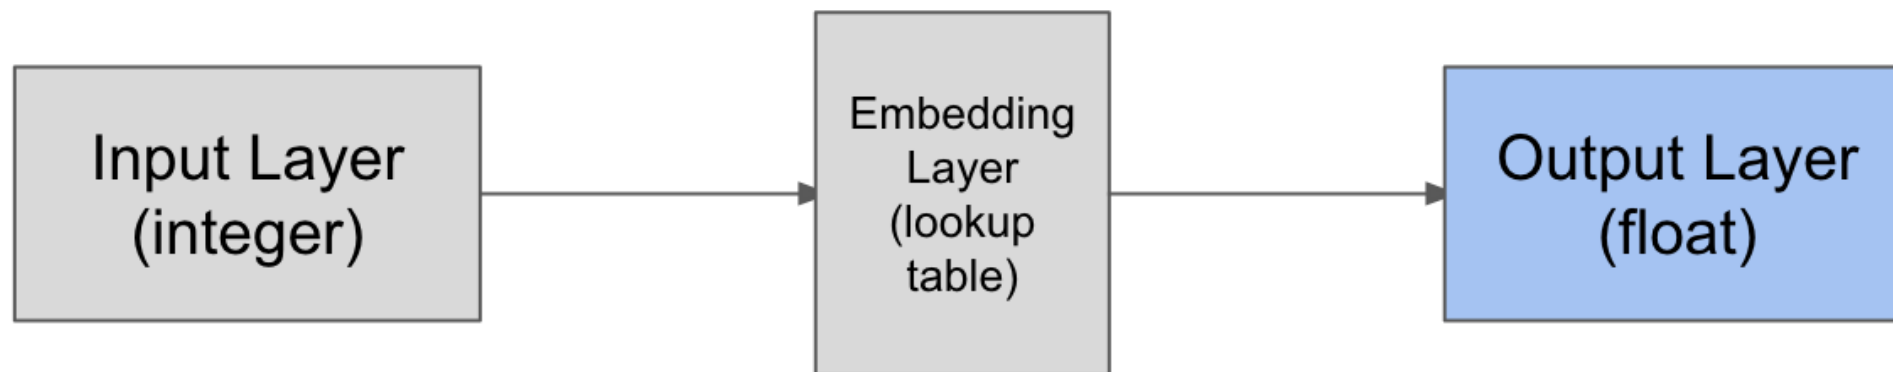 Input Layer
(integer)
Embedding
Layer
(lookup
table)
Output Layer
(float)